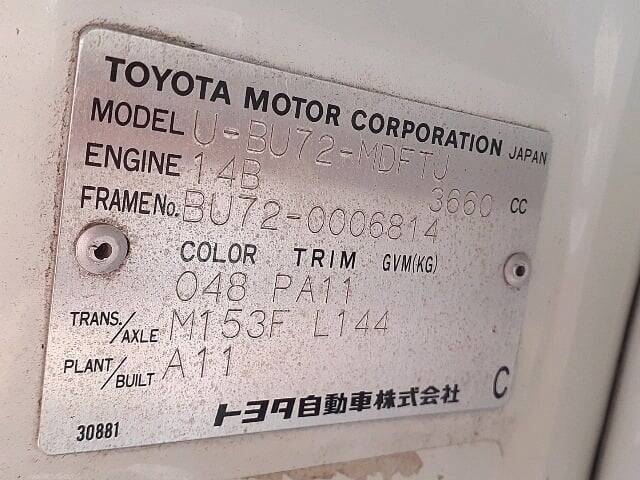 TOYOTA MOTOR CORPORATION JAPAN
MODEL U-BU72-MDFTJ
ENGINE 14B 3660 CC
FRAME No. BU72-0006814
COLOR TRIM GVM(KG)
048 PA11
TRANS./AXLE M153F L144
PLANT/BUILT A11
トヨタ自動車株式会社 C
30881